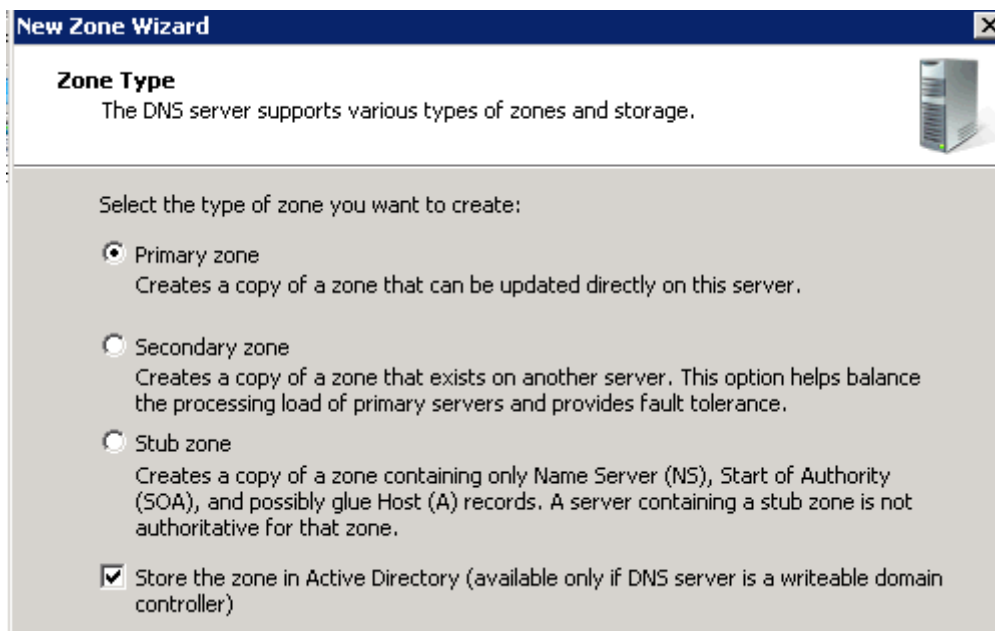 New Zone Wizard
Zone Type
The DNS server supports various types of zones and storage.
Select the type of zone you want to create:
Primary zone
Creates a copy of a zone that can be updated directly on this server.
Secondary zone
Creates a copy of a zone that exists on another server. This option helps balance
the processing load of primary servers and provides fault tolerance.
Stub zone
Creates a copy of a zone containing only Name Server (NS), Start of Authority
(SOA), and possibly glue Host (A) records. A server containing a stub zone is not
authoritative for that zone.
Store the zone in Active Directory (available only if DNS server is a writeable domain
controller)